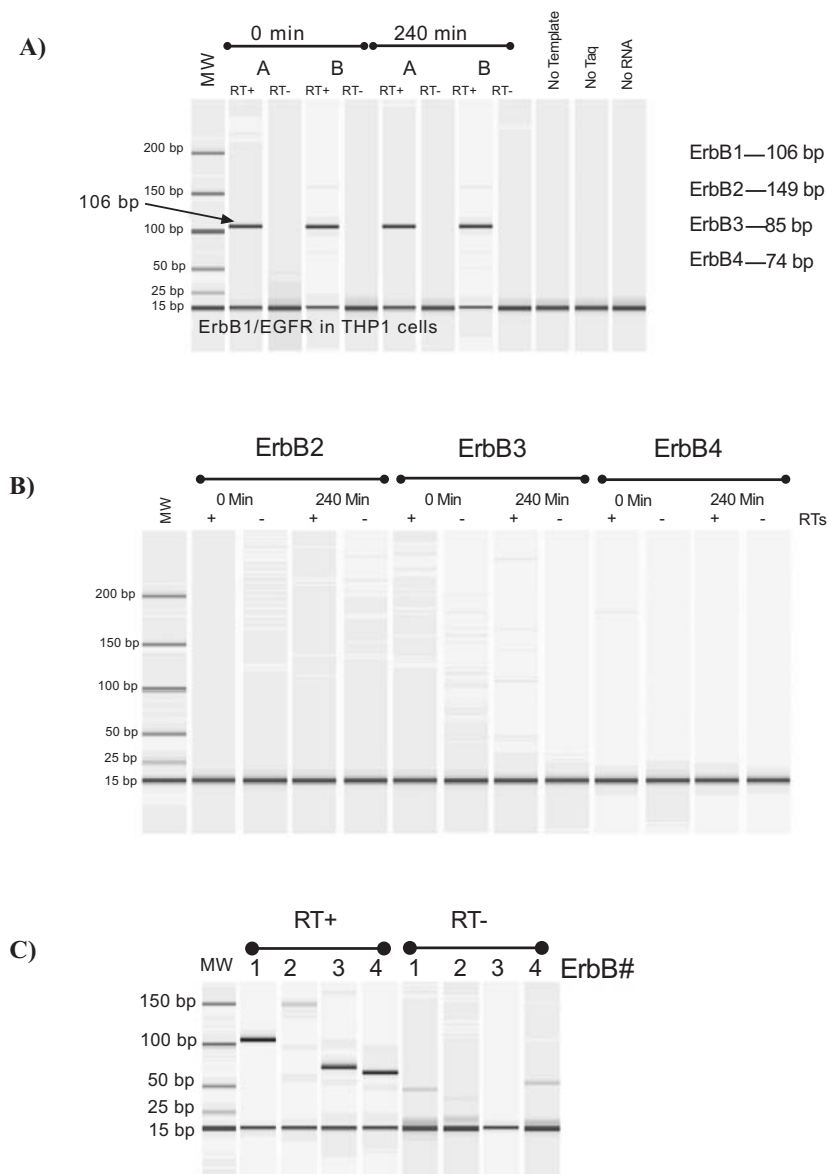 A)
0 min 240 min
MW A B A B No Template No Taq No RNA
RT+ RT- RT+ RT- RT+ RT- RT+ RT-
200 bp
150 bp
106 bp
100 bp
50 bp
25 bp
15 bp
ErbB1/EGFR in THP1 cells
ErbB1—106 bp
ErbB2—149 bp
ErbB3—85 bp
ErbB4—74 bp
B)
ErbB2 ErbB3 ErbB4
MW 0 Min 240 Min 0 Min 240 Min 0 Min 240 Min
+ - + - + - + - + - + - RTs
200 bp
150 bp
100 bp
50 bp
25 bp
15 bp
C)
RT+ RT-
MW 1 2 3 4 1 2 3 4 ErbB#
150 bp
100 bp
50 bp
25 bp
15 bp